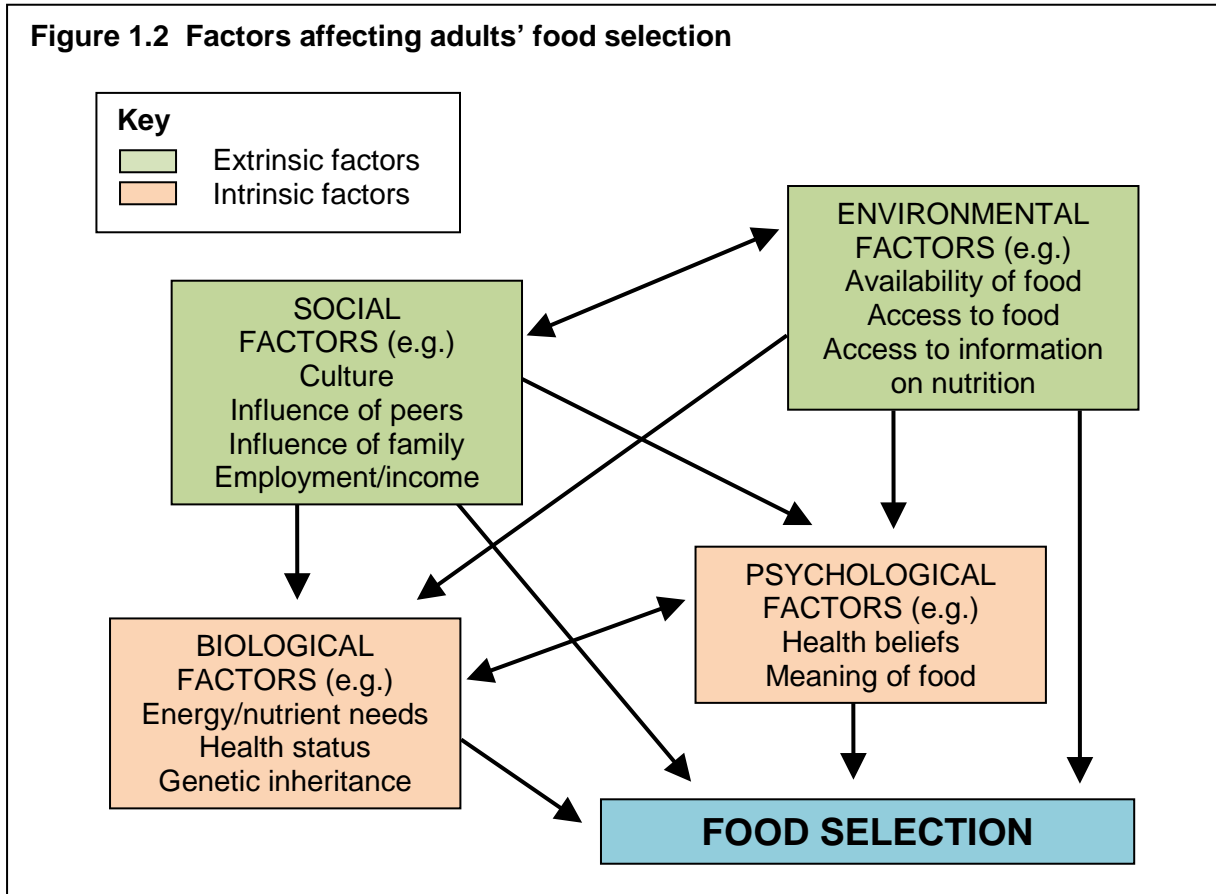 Figure 1.2  Factors affecting adults’ food selection
Key
Extrinsic factors
Intrinsic factors
ENVIRONMENTAL
FACTORS (e.g.)
Availability of food
Access to food
Access to information
on nutrition
SOCIAL
FACTORS (e.g.)
Culture
Influence of peers
Influence of family
Employment/income
PSYCHOLOGICAL
FACTORS (e.g.)
Health beliefs
Meaning of food
BIOLOGICAL
FACTORS (e.g.)
Energy/nutrient needs
Health status
Genetic inheritance
FOOD SELECTION